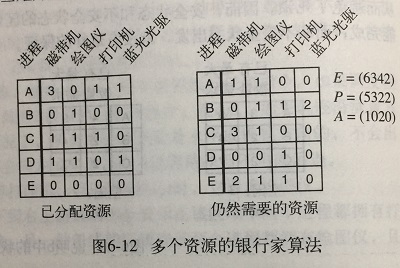 进程 磁带机 绘图仪 打印机 蓝光光驱
A 3 0 1 1
B 0 1 0 0
C 1 1 1 0
D 1 1 0 1
E 0 0 0 0
已分配资源
进程 磁带机 绘图仪 打印机 蓝光光驱
A 1 1 0 0
B 0 1 1 2
C 3 1 0 0
D 0 0 1 0
E 2 1 1 0
仍然需要的资源
E = (6342)
P = (5322)
A = (1020)
图6-12 多个资源的银行家算法